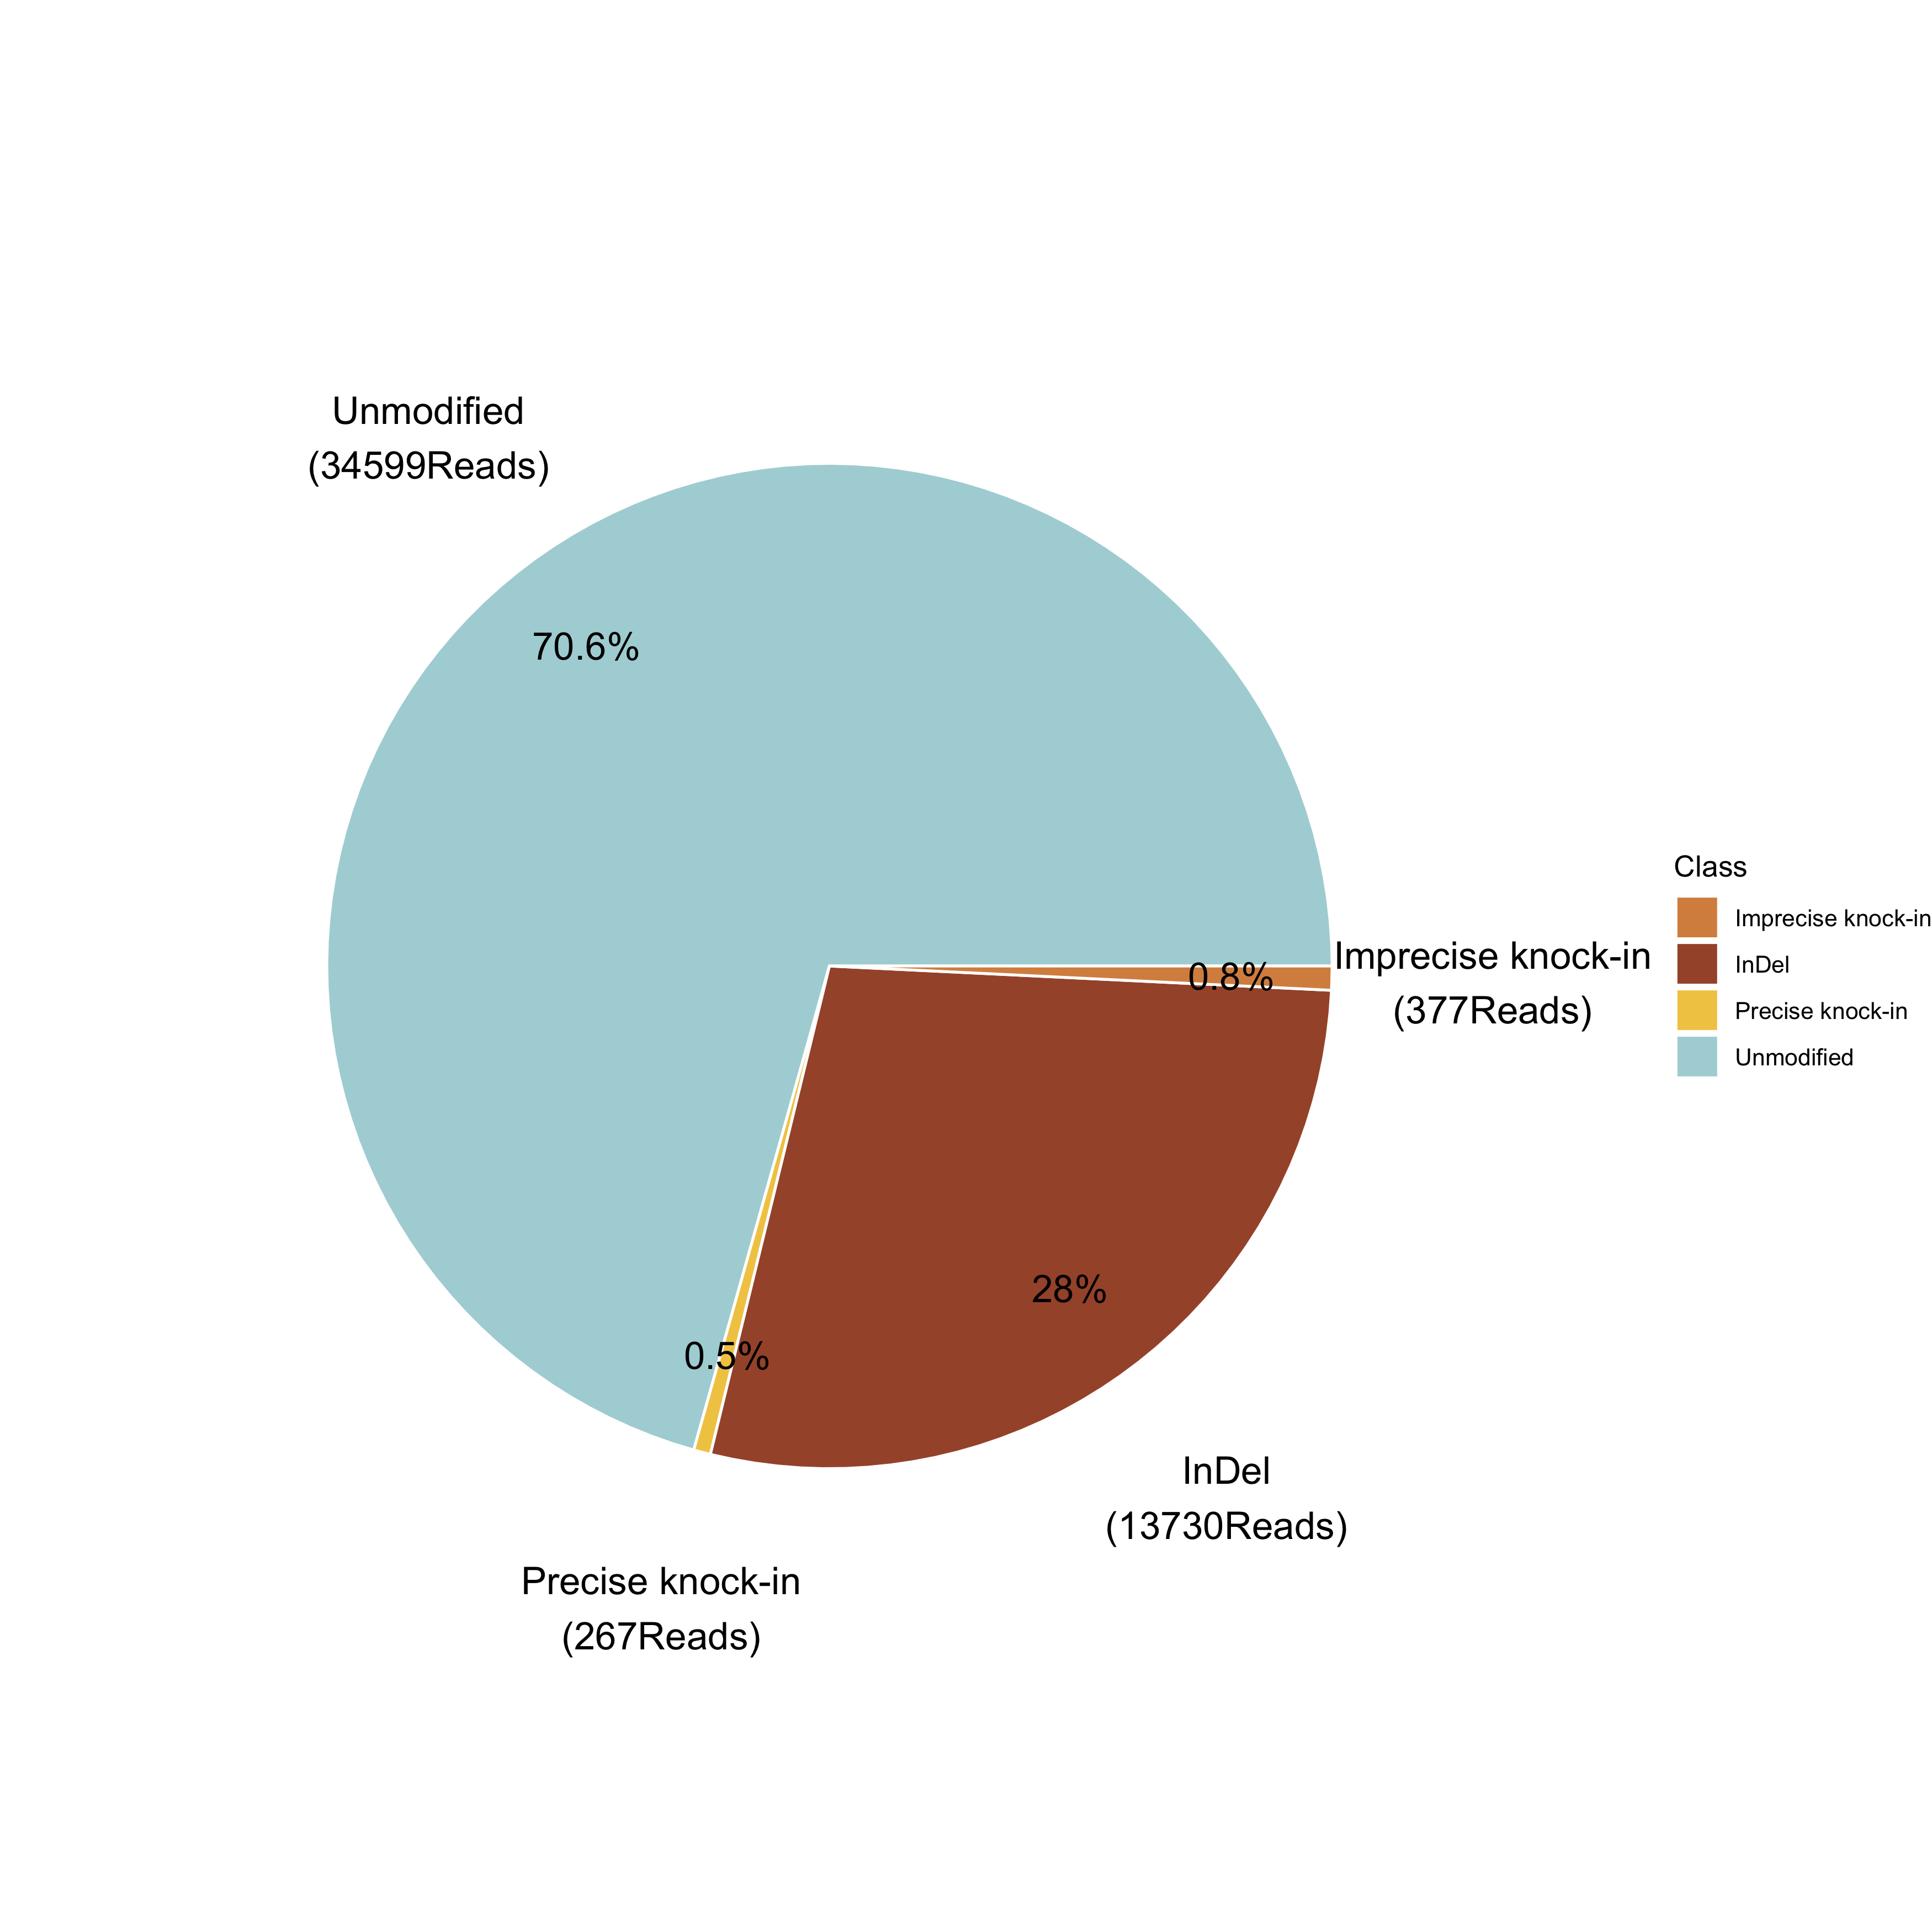 Unmodified
(34599Reads)
70.6%
Class
Imprecise knock-in
InDel
Precise knock-in
Unmodified
Imprecise knock-in
(377Reads)
0.8%
28%
0.5%
InDel
(13730Reads)
Precise knock-in
(267Reads)